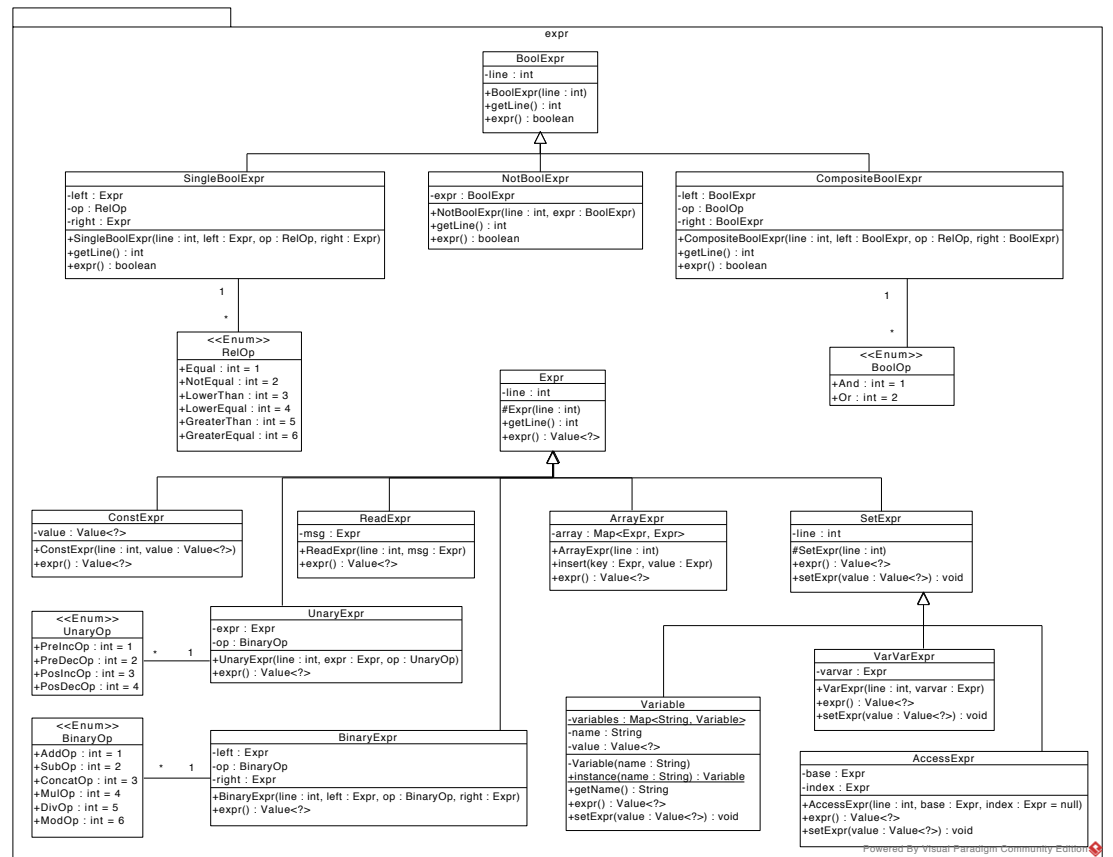 expr
BoolExpr
-line : int
+BoolExpr(line : int)
+getLine() : int
+expr() : boolean
SingleBoolExpr
-left : Expr
-op : RelOp
-right : Expr
+SingleBoolExpr(line : int, left : Expr, op : RelOp, right : Expr)
+getLine() : int
+expr() : boolean
NotBoolExpr
-expr : BoolExpr
+NotBoolExpr(line : int, expr : BoolExpr)
+getLine() : int
+expr() : boolean
CompositeBoolExpr
-left : BoolExpr
-op : BoolOp
-right : BoolExpr
+CompositeBoolExpr(line : int, left : BoolExpr, op : RelOp, right : BoolExpr)
+getLine() : int
+expr() : boolean
1
*
1
*
<<Enum>>
RelOp
+Equal : int = 1
+NotEqual : int = 2
+LowerThan : int = 3
+LowerEqual : int = 4
+GreaterThan : int = 5
+GreaterEqual : int = 6
<<Enum>>
BoolOp
+And : int = 1
+Or : int = 2
Expr
-line : int
#Expr(line : int)
+getLine() : int
+expr() : Value<?>
ConstExpr
-value : Value<?>
+ConstExpr(line : int, value : Value<?>)
+expr() : Value<?>
ReadExpr
-msg : Expr
+ReadExpr(line : int, msg : Expr)
+expr() : Value<?>
ArrayExpr
-array : Map<Expr, Expr>
+ArrayExpr(line : int)
+insert(key : Expr, value : Expr)
+expr() : Value<?>
SetExpr
-line : int
#SetExpr(line : int)
+expr() : Value<?>
+setExpr(value : Value<?>) : void
<<Enum>>
UnaryOp
+PreIncOp : int = 1
+PreDecOp : int = 2
+PosIncOp : int = 3
+PosDecOp : int = 4
*
1
UnaryExpr
-expr : Expr
-op : BinaryOp
+UnaryExpr(line : int, expr : Expr, op : UnaryOp)
+expr() : Value<?>
<<Enum>>
BinaryOp
+AddOp : int = 1
+SubOp : int = 2
+ConcatOp : int = 3
+MulOp : int = 4
+DivOp : int = 5
+ModOp : int = 6
*
1
BinaryExpr
-left : Expr
-op : BinaryOp
-right : Expr
+BinaryExpr(line : int, left : Expr, op : BinaryOp, right : Expr)
+expr() : Value<?>
Variable
-variables : Map<String, Variable>
-name : String
-value : Value<?>
-Variable(name : String)
+instance(name : String) : Variable
+getName() : String
+expr() : Value<?>
+setExpr(value : Value<?>) : void
VarVarExpr
-varvar : Expr
+VarExpr(line : int, varvar : Expr)
+expr() : Value<?>
+setExpr(value : Value<?>) : void
AccessExpr
-base : Expr
-index : Expr
+AccessExpr(line : int, base : Expr, index : Expr = null)
+expr() : Value<?>
+setExpr(value : Value<?>) : void
Powered By Visual Paradigm Community Edition